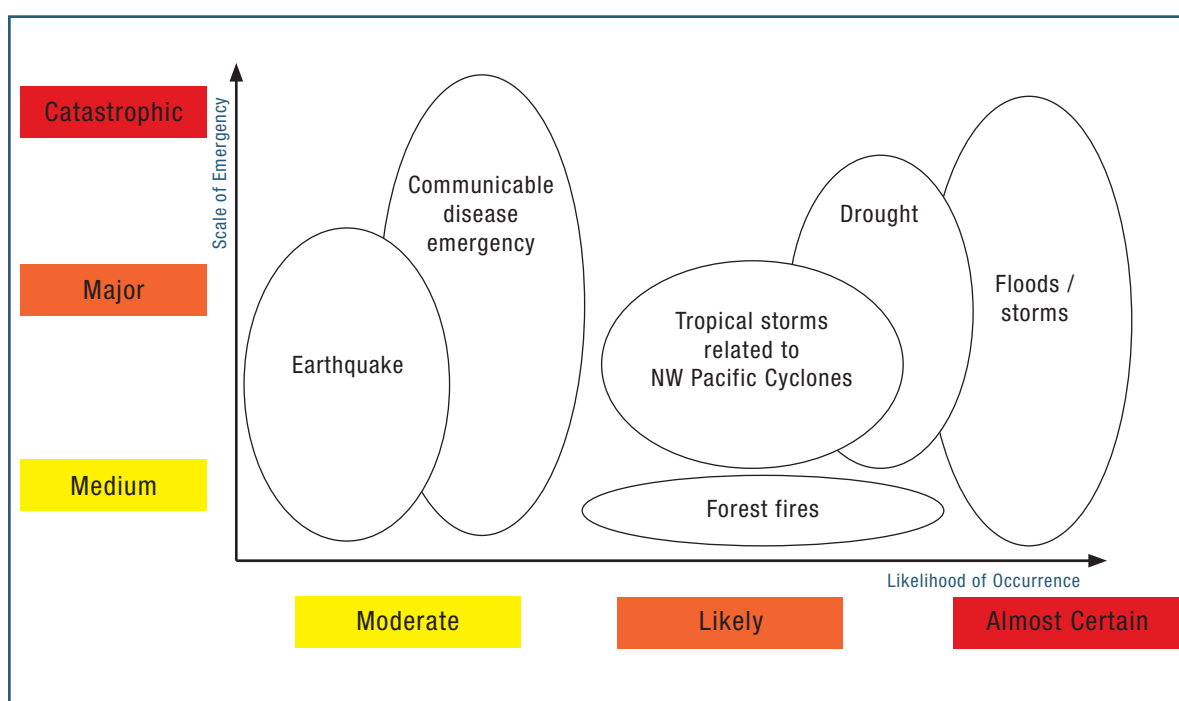 Catastrophic
Major
Medium
Scale of Emergency
Communicable
disease
emergency
Earthquake
Drought
Floods /
storms
Tropical storms
related to
NW Pacific Cyclones
Forest fires
Likelihood of Occurrence
Moderate
Likely
Almost Certain